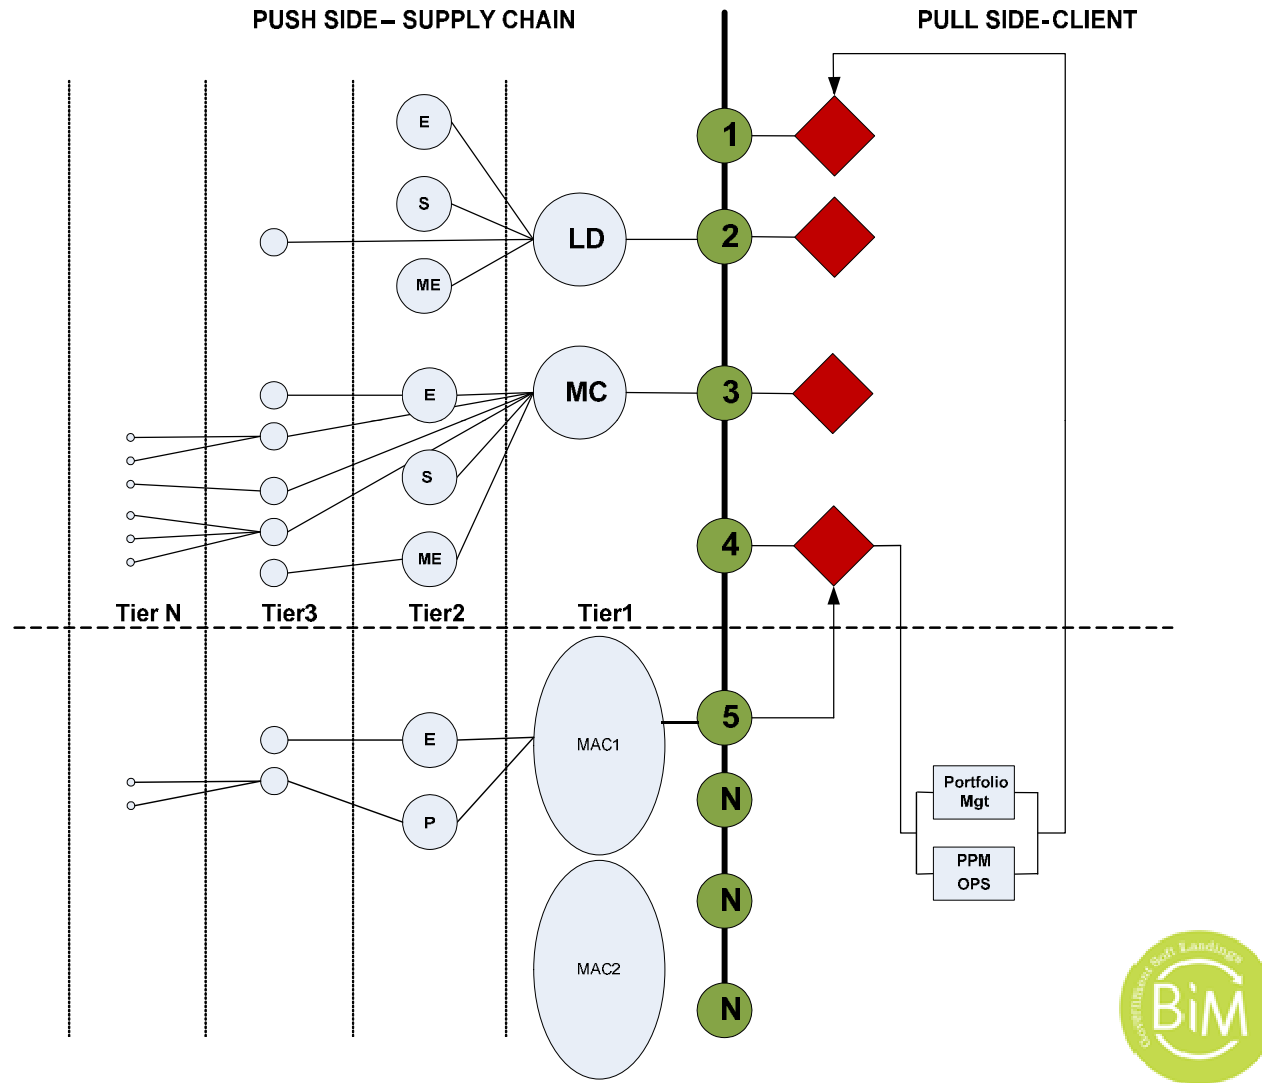 PUSH SIDE – SUPPLY CHAIN
PULL SIDE-CLIENT
E
1
S
LD
2
ME
E
MC
3
S
4
ME
Tier N
Tier3
Tier2
Tier1
5
E
MAC1
Portfolio
Mgt
N
P
PPM
OPS
N
MAC2
N
Government Soft Landings
BiM